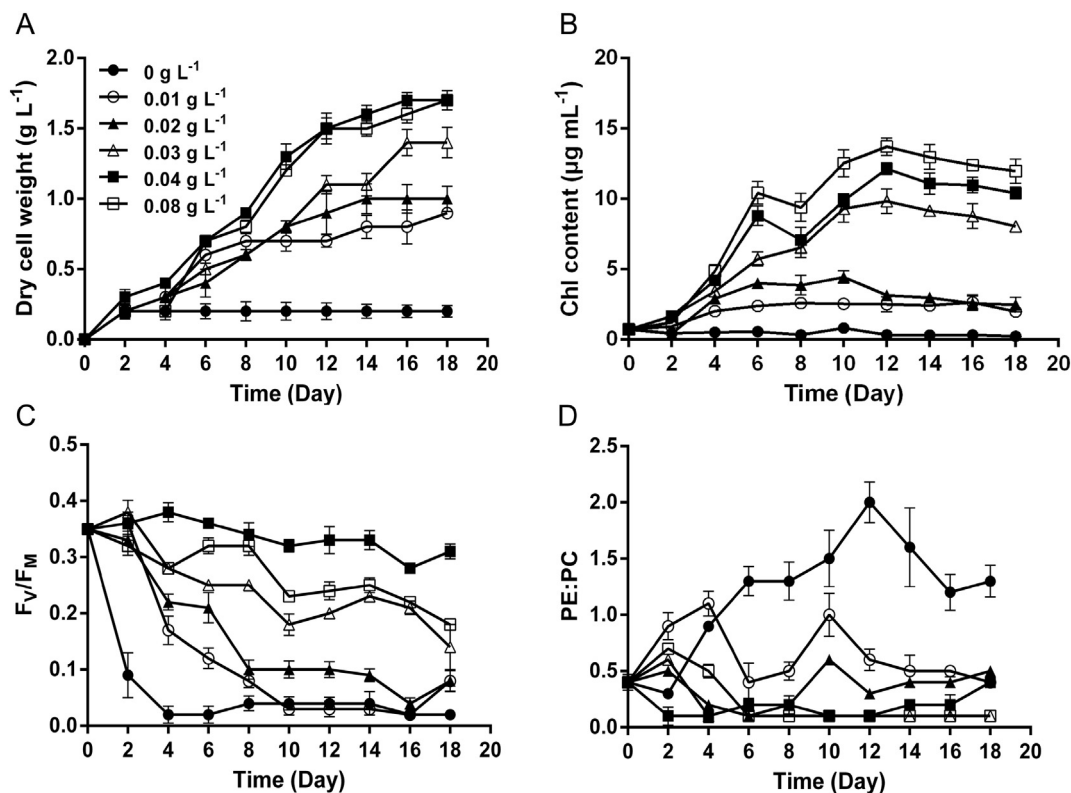 A
Dry cell weight (g L⁻¹)
2.0
1.5
1.0
0.5
0.0
0 g L⁻¹
0.01 g L⁻¹
0.02 g L⁻¹
0.03 g L⁻¹
0.04 g L⁻¹
0.08 g L⁻¹
0 2 4 6 8 10 12 14 16 18 20
Time (Day)
B
Chl content (µg mL⁻¹)
20
15
10
5
0
0 2 4 6 8 10 12 14 16 18 20
Time (Day)
C
Fᵥ/Fₘ
0.5
0.4
0.3
0.2
0.1
0.0
0 2 4 6 8 10 12 14 16 18 20
Time (Day)
D
PE:PC
2.5
2.0
1.5
1.0
0.5
0.0
0 2 4 6 8 10 12 14 16 18 20
Time (Day)